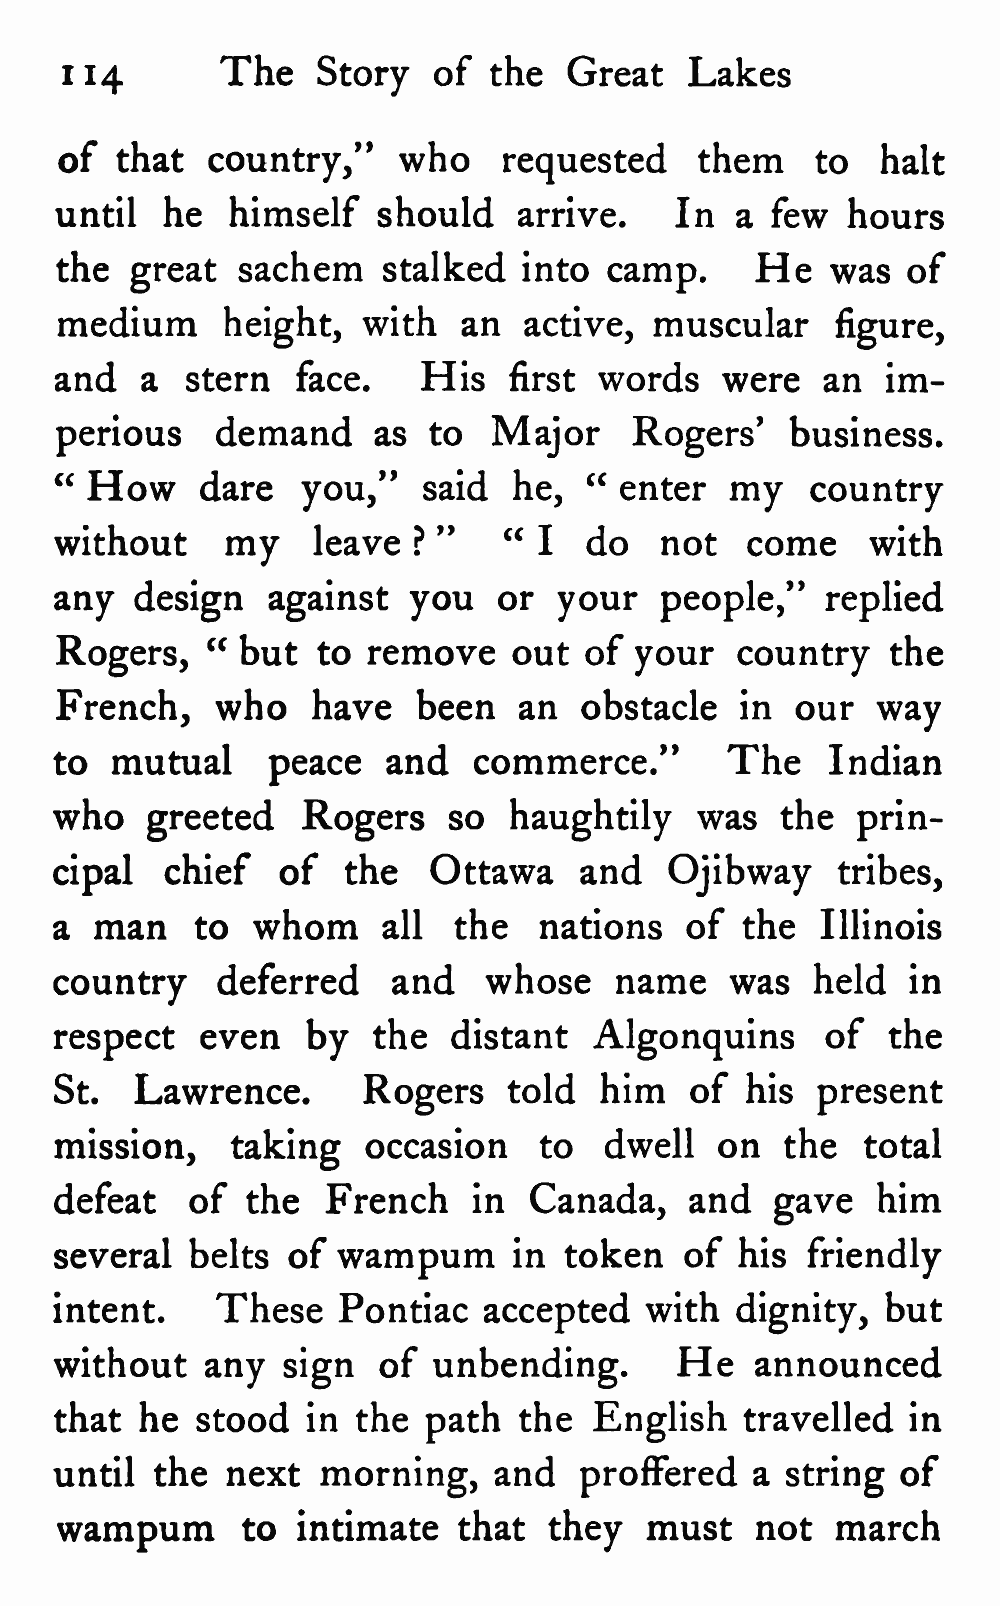 114 The Story of the Great Lakes
of that country,” who requested them to halt
until he himself should arrive. In a few hours
the great sachem stalked into camp. He was of
medium height, with an active, muscular figure,
and a stern face. His first words were an im-
perious demand as to Major Rogers’ business.
“ How dare you,” said he, “ enter my country
without my leave ? ” “ I do not come with
any design against you or your people,” replied
Rogers, “ but to remove out of your country the
French, who have been an obstacle in our way
to mutual peace and commerce.” The Indian
who greeted Rogers so haughtily was the prin-
cipal chief of the Ottawa and Ojibway tribes,
a man to whom all the nations of the Illinois
country deferred and whose name was held in
respect even by the distant Algonquins of the
St. Lawrence. Rogers told him of his present
mission, taking occasion to dwell on the total
defeat of the French in Canada, and gave him
several belts of wampum in token of his friendly
intent. These Pontiac accepted with dignity, but
without any sign of unbending. He announced
that he stood in the path the English travelled in
until the next morning, and proffered a string of
wampum to intimate that they must not march